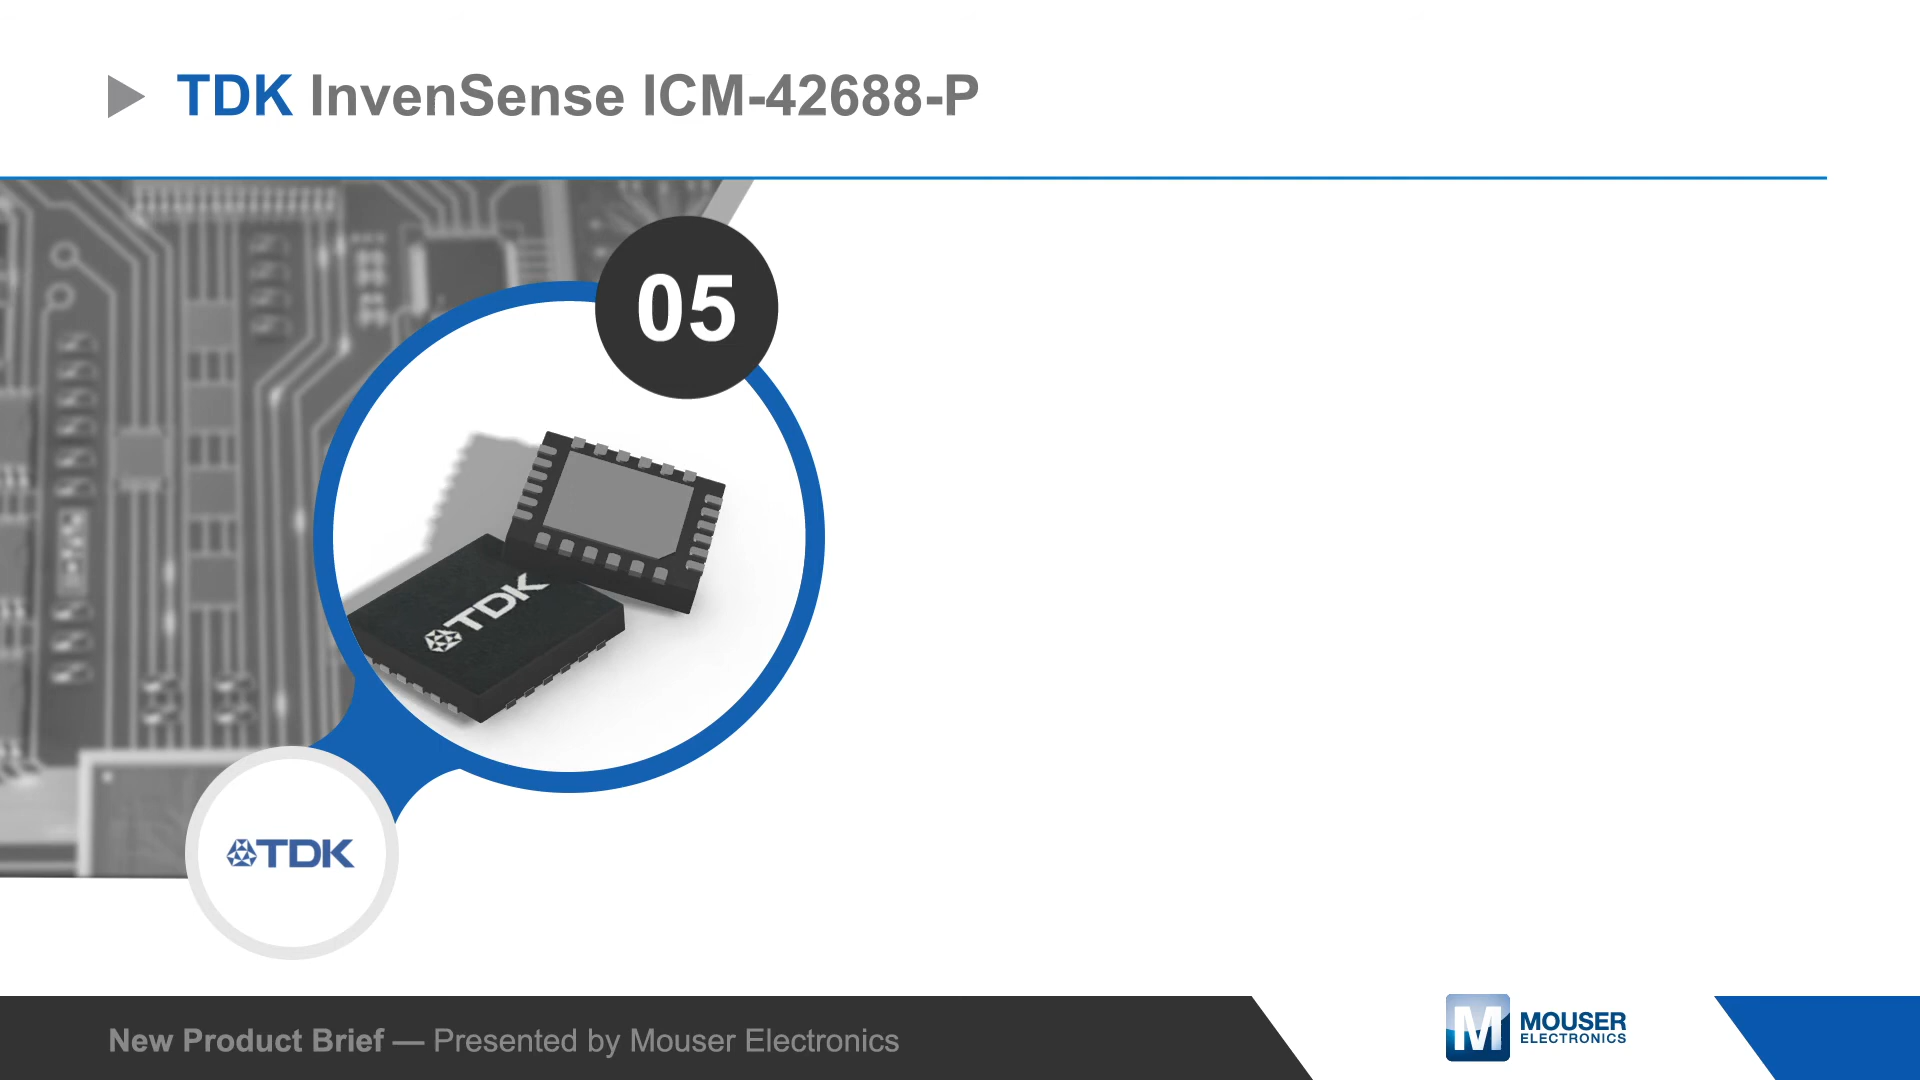 TDK InvenSense ICM-42688-P
05
TDK
TDK
New Product Brief — Presented by Mouser Electronics
M MOUSER
ELECTRONICS